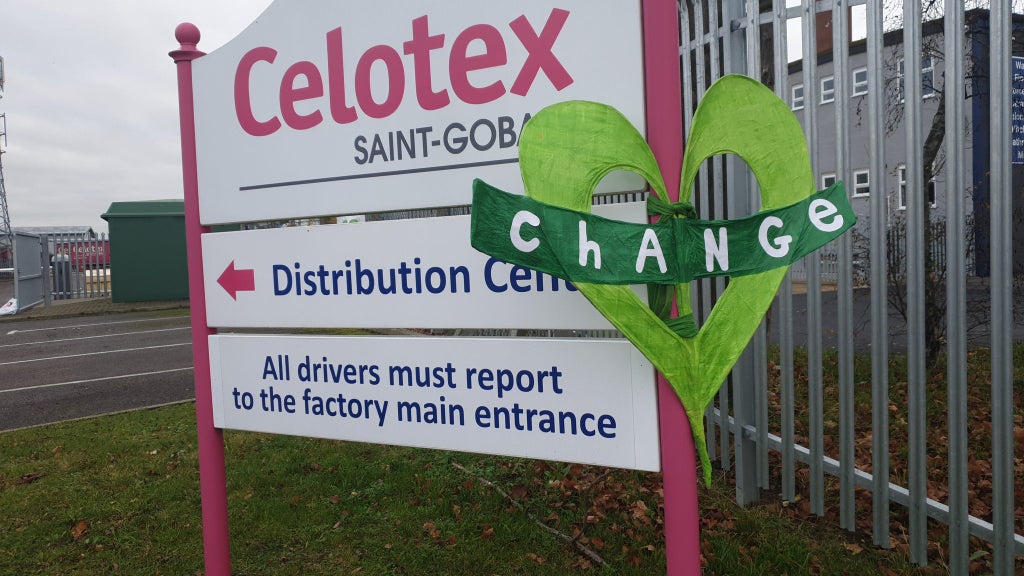 Celotex
SAINT-GOBA
Distribution Cen
All drivers must report
to the factory main entrance
ChANGe